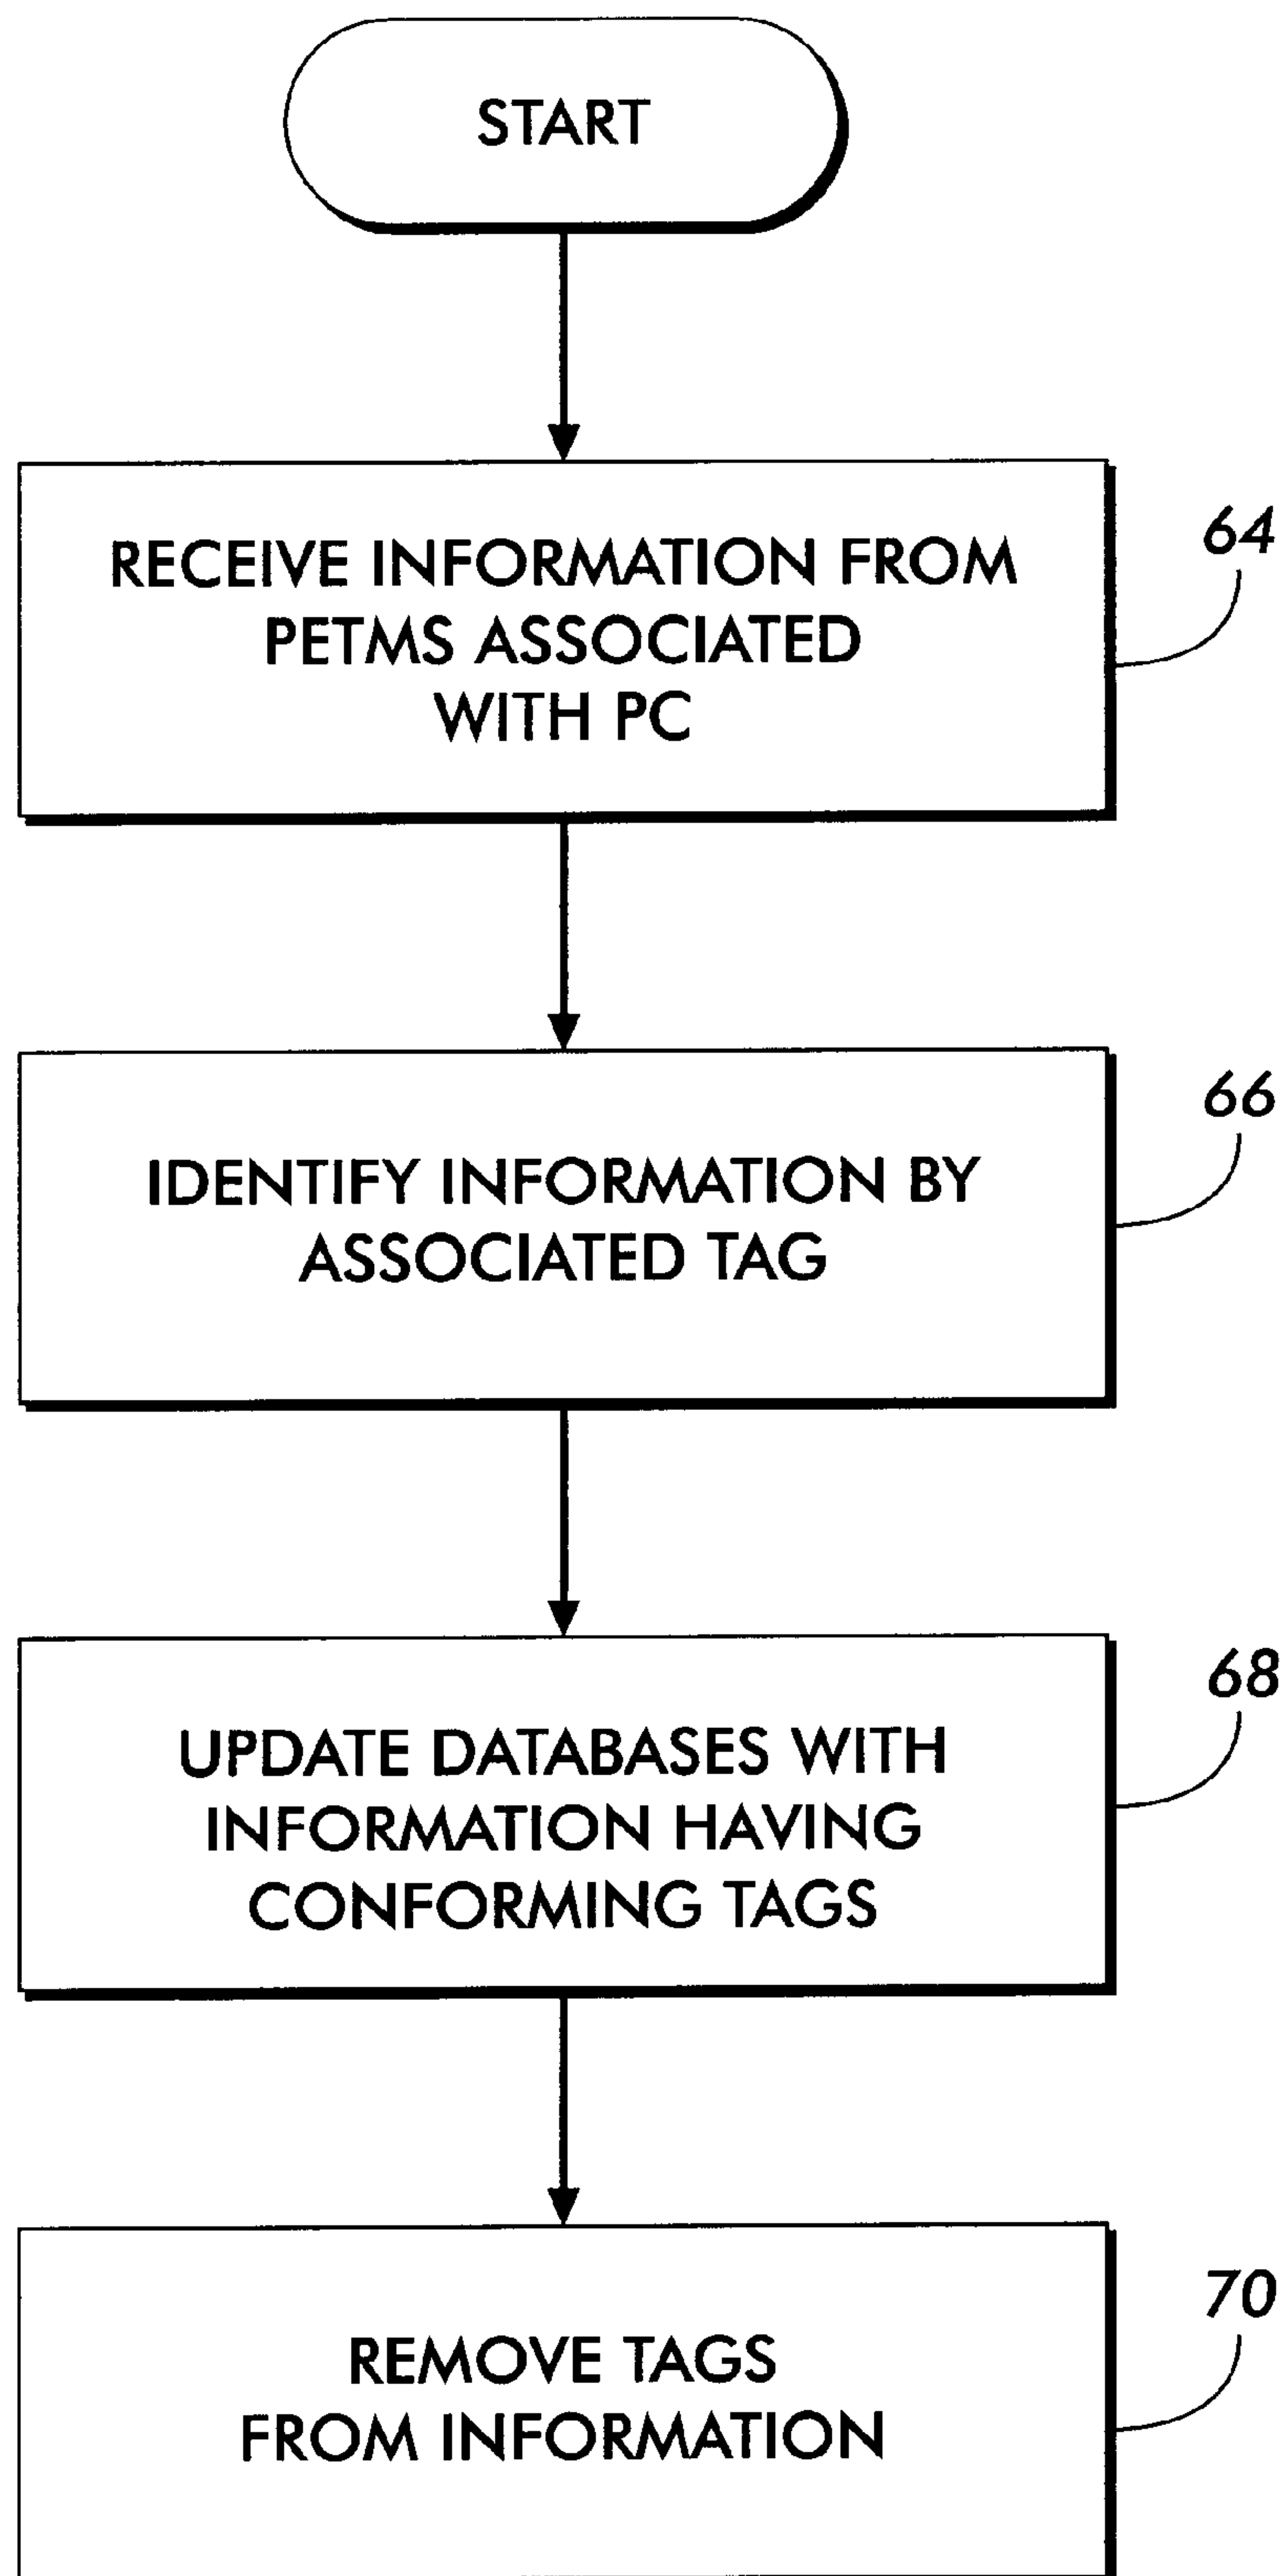 START
RECEIVE INFORMATION FROM
PETMS ASSOCIATED
WITH PC
64
IDENTIFY INFORMATION BY
ASSOCIATED TAG
66
UPDATE DATABASES WITH
INFORMATION HAVING
CONFORMING TAGS
68
REMOVE TAGS
FROM INFORMATION
70